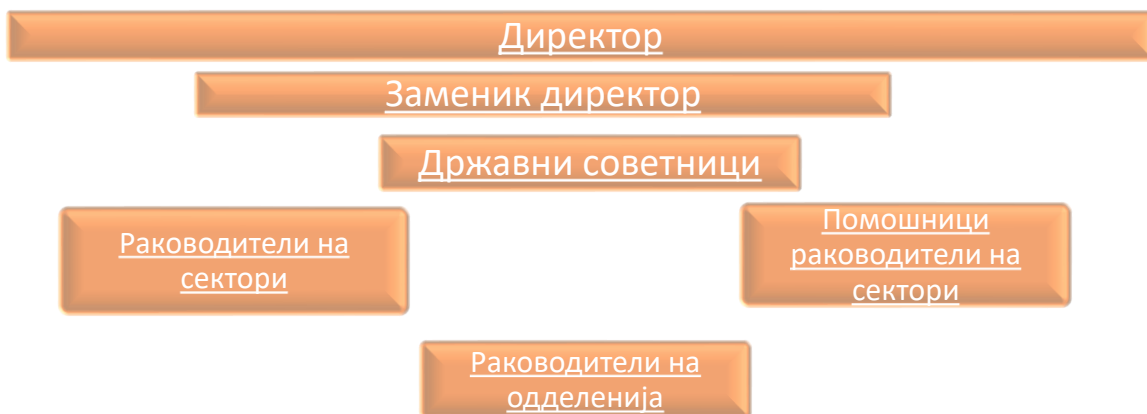 Директор
Заменик директор
Државни советници
Раководители на
сектори
Помошници
раководители на
сектори
Раководители на
одделенија